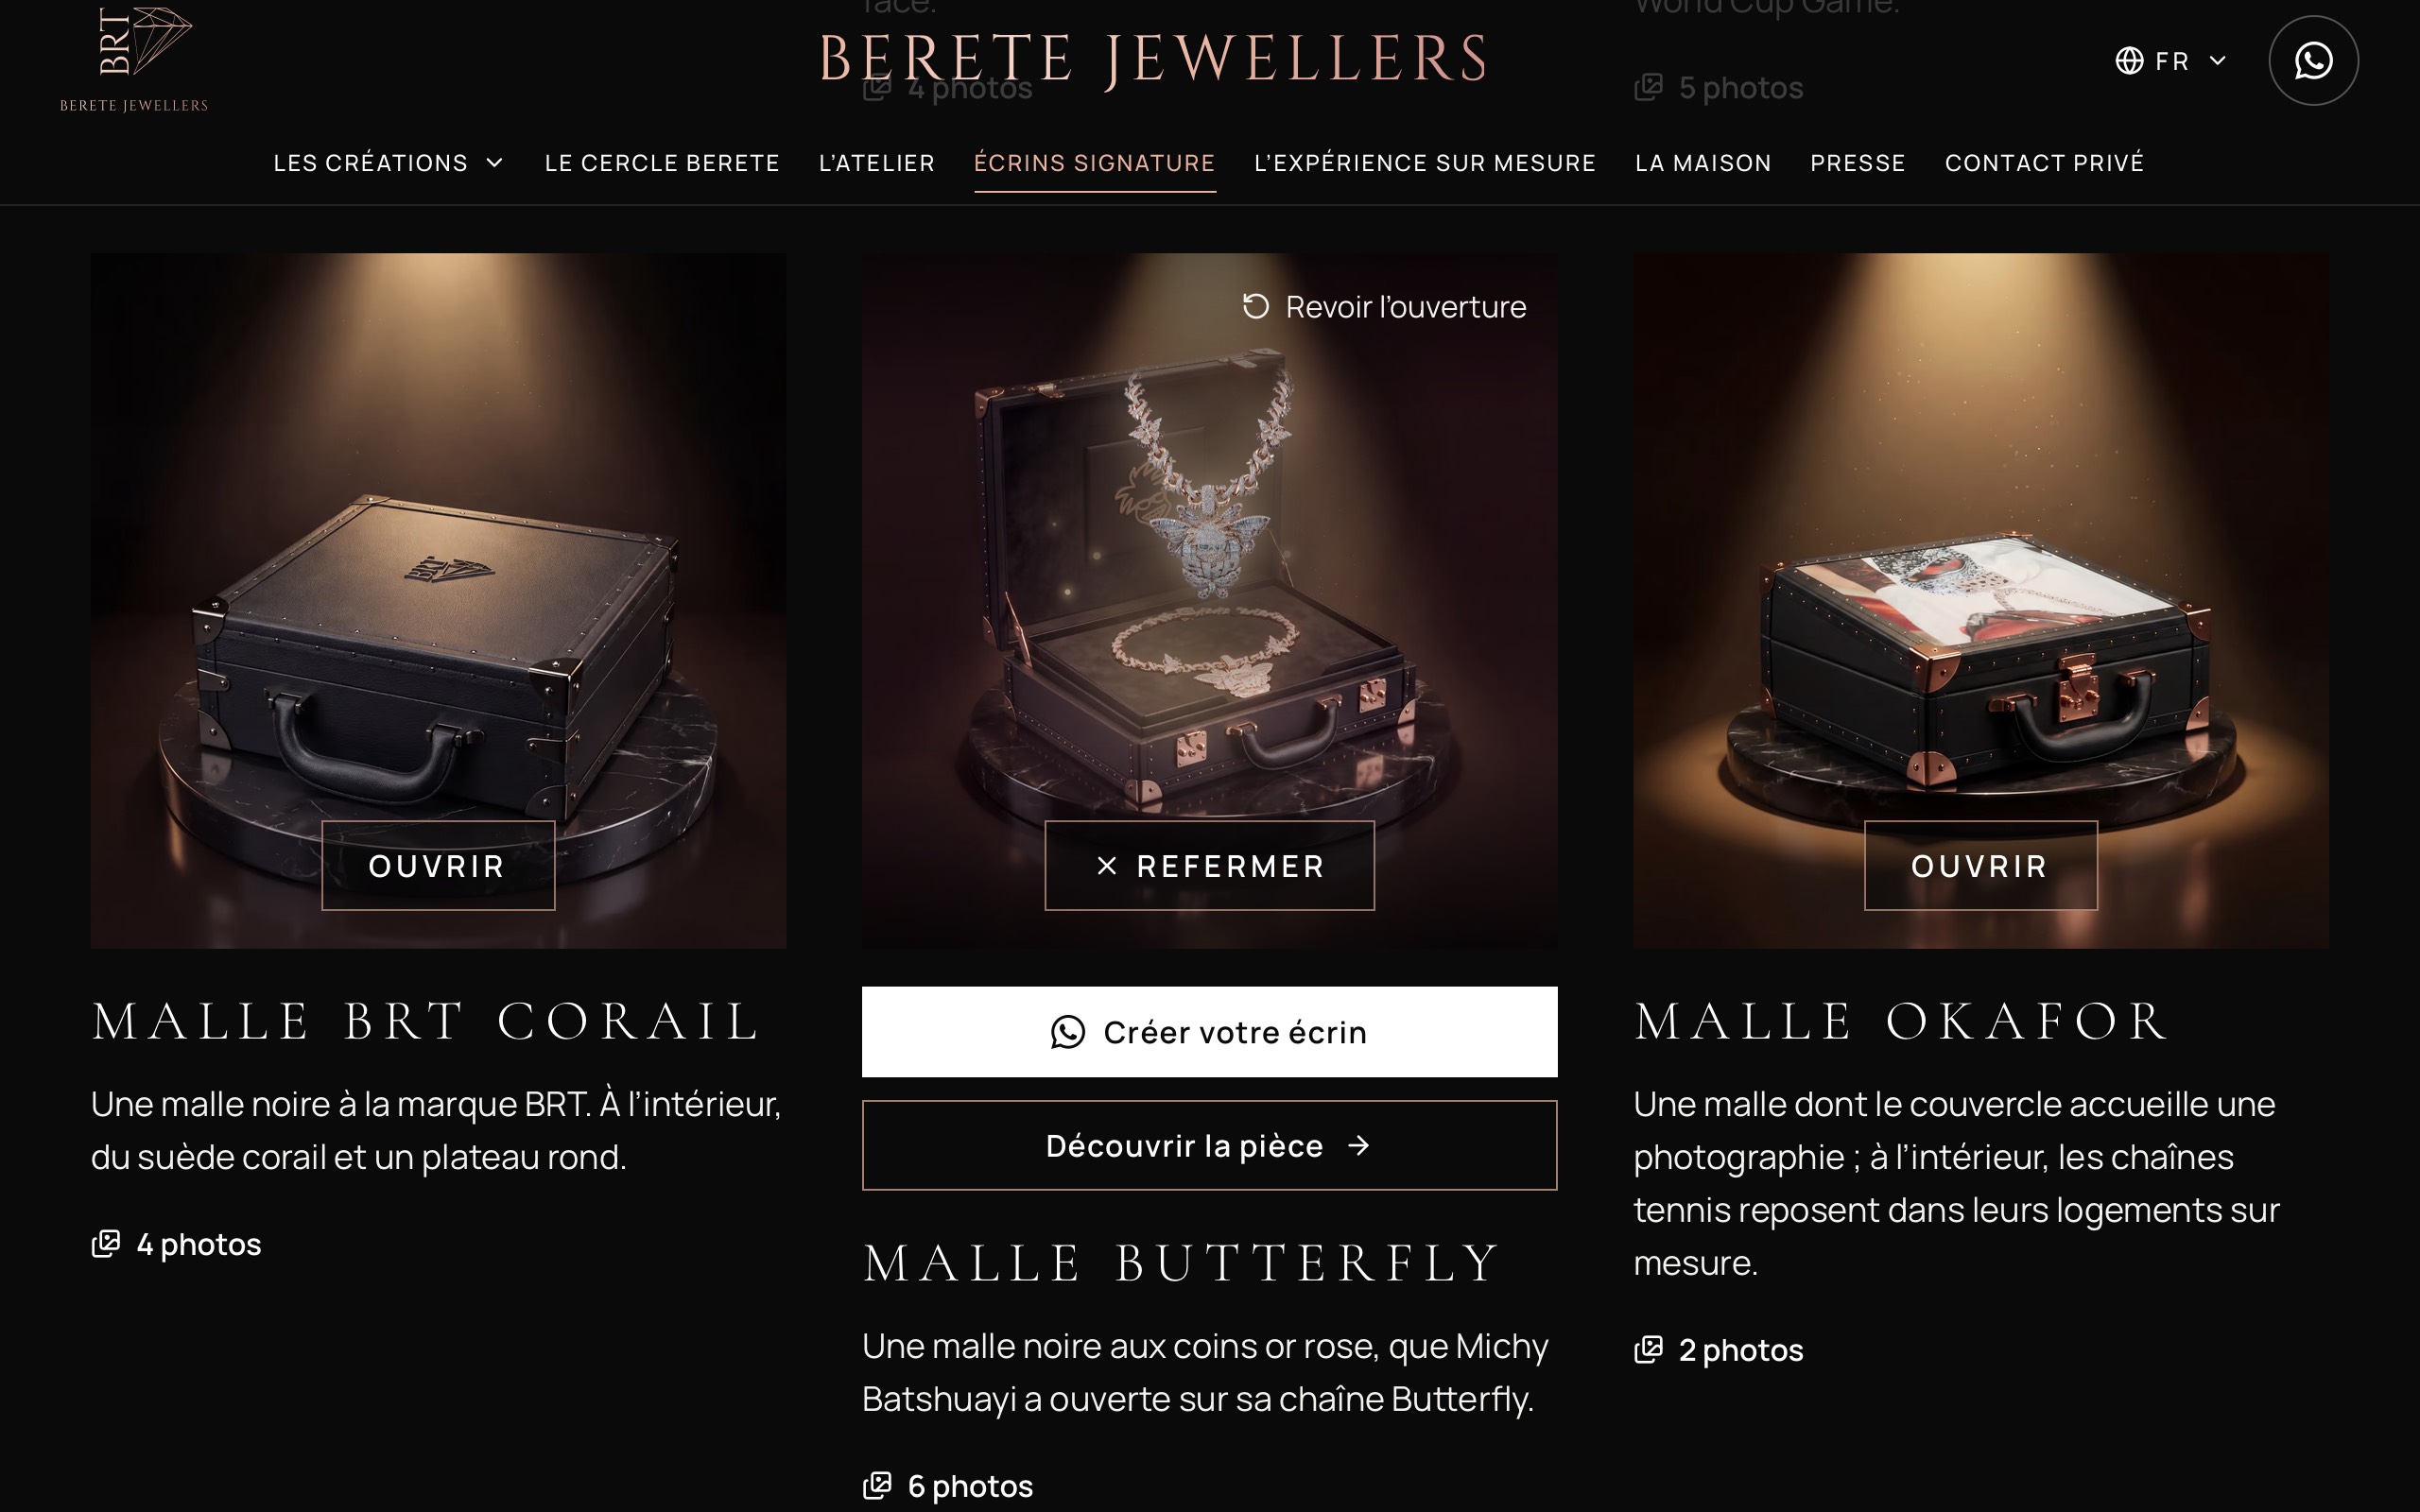 face.
World Cup Game.
BRT
BERETE JEWELLERS
BERETE JEWELLERS
4 photos
5 photos
FR
LES CRÉATIONS
LE CERCLE BERETE
L’ATELIER
ÉCRINS SIGNATURE
L’EXPÉRIENCE SUR MESURE
LA MAISON
PRESSE
CONTACT PRIVÉ
Revoir l’ouverture
BRT
OUVRIR
REFERMER
OUVRIR
MALLE BRT CORAIL
Une malle noire à la marque BRT. À l’intérieur,
du suède corail et un plateau rond.
4 photos
Créer votre écrin
Découvrir la pièce
MALLE BUTTERFLY
Une malle noire aux coins or rose, que Michy
Batshuayi a ouverte sur sa chaîne Butterfly.
6 photos
MALLE OKAFOR
Une malle dont le couvercle accueille une
photographie ; à l’intérieur, les chaînes
tennis reposent dans leurs logements sur
mesure.
2 photos